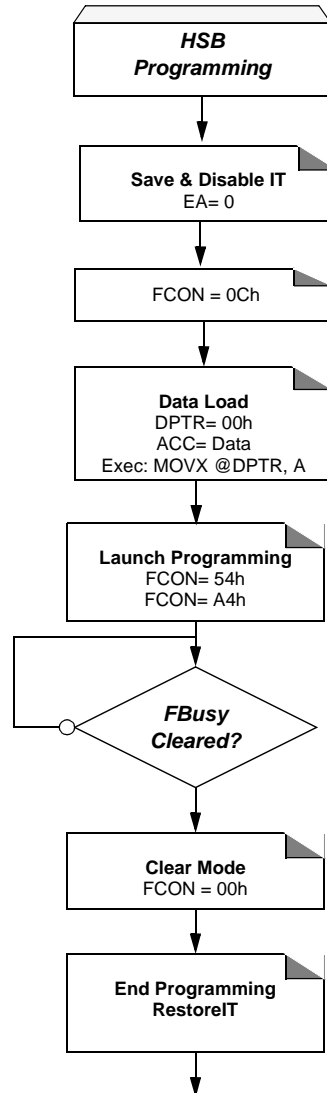 HSB
Programming
Save & Disable IT
EA= 0
FCON = 0Ch
Data Load
DPTR= 00h
ACC= Data
Exec: MOVX @DPTR, A
Launch Programming
FCON= 54h
FCON= A4h
FBusy
Cleared?
Clear Mode
FCON = 00h
End Programming
RestoreIT